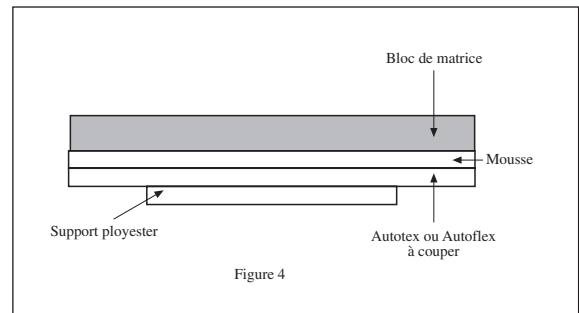 Bloc de matrice
Mousse
Support ployester
Autotex ou Autoflex
à couper
Figure 4